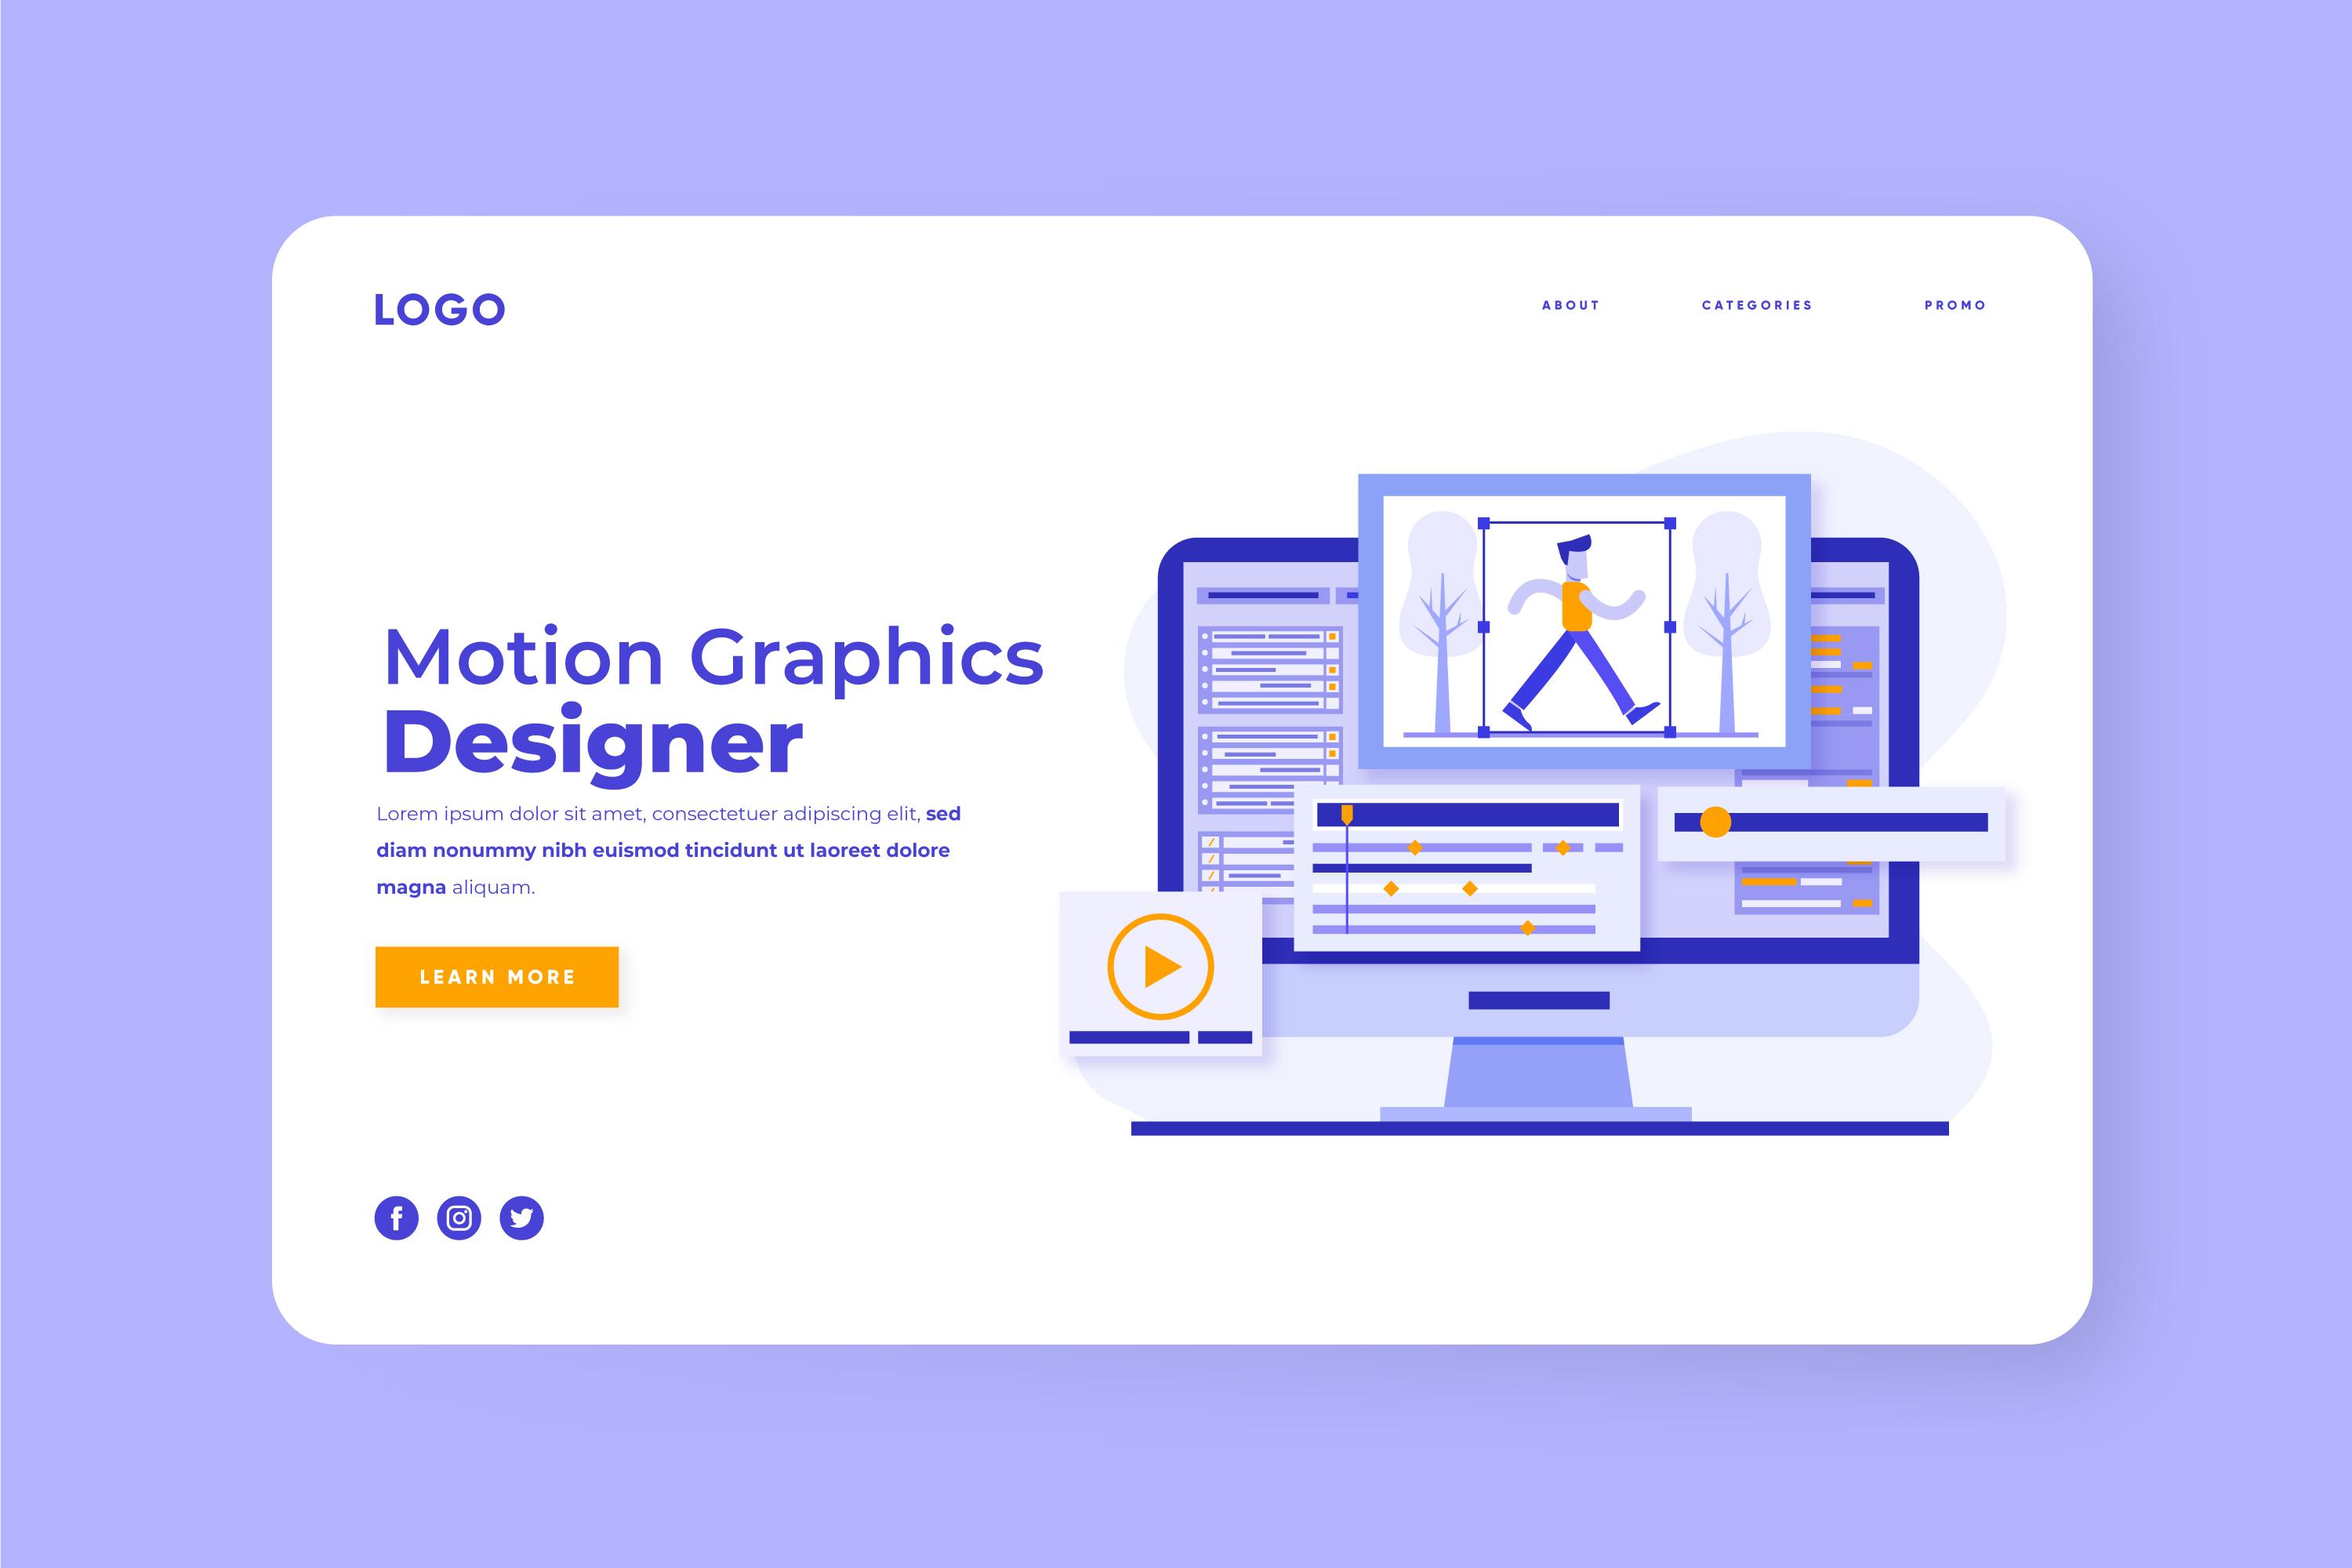 LOGO
ABOUT CATEGORIES PROMO
Motion Graphics
Designer
Lorem ipsum dolor sit amet, consectetuer adipiscing elit, sed
diam nonummy nibh euismod tincidunt ut laoreet dolore
magna aliquam.
LEARN MORE